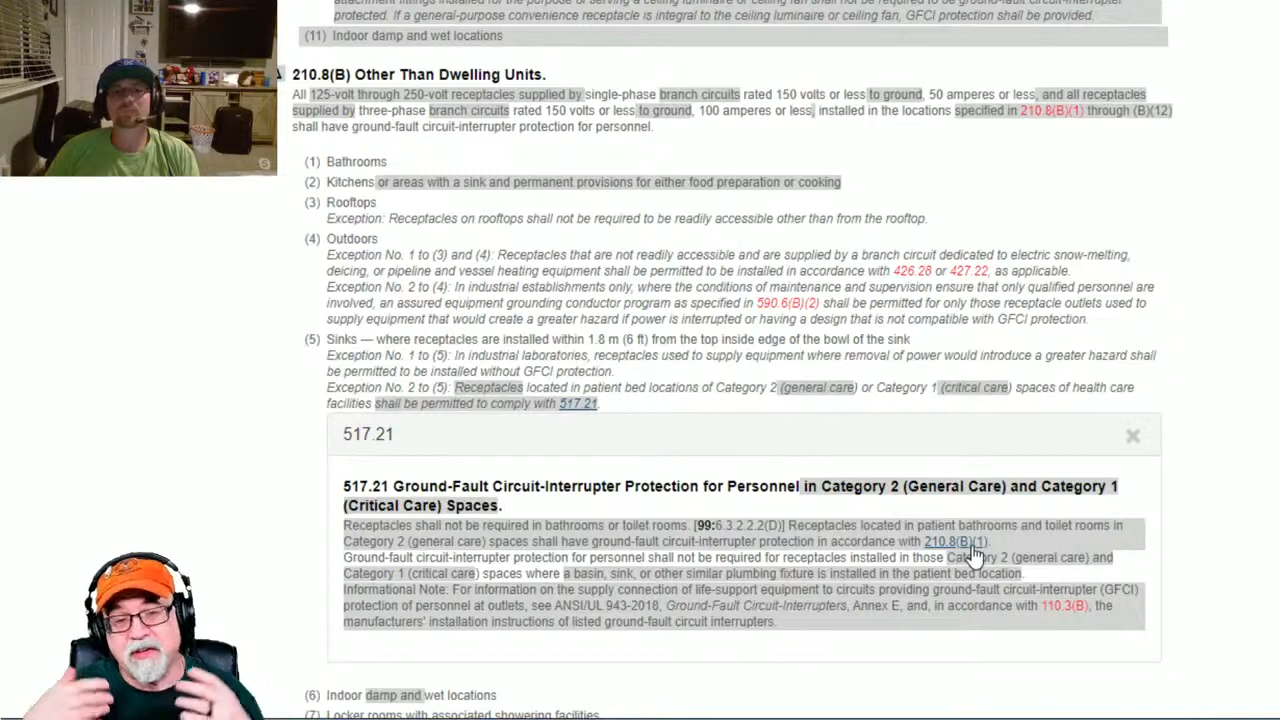 attachment fittings installed for the purpose of serving a ceiling luminaire or ceiling fan shall not be required to be ground-fault circuit-interrupter
protected. If a general-purpose convenience receptacle is integral to the ceiling luminaire or ceiling fan, GFCI protection shall be provided.
(11) Indoor damp and wet locations
210.8(B) Other Than Dwelling Units.
All 125-volt through 250-volt receptacles supplied by single-phase branch circuits rated 150 volts or less to ground, 50 amperes or less, and all receptacles
supplied by three-phase branch circuits rated 150 volts or less to ground, 100 amperes or less, installed in the locations specified in 210.8(B)(1) through (B)(12)
shall have ground-fault circuit-interrupter protection for personnel.
(1) Bathrooms
(2) Kitchens or areas with a sink and permanent provisions for either food preparation or cooking
(3) Rooftops
Exception: Receptacles on rooftops shall not be required to be readily accessible other than from the rooftop.
(4) Outdoors
Exception No. 1 to (3) and (4): Receptacles that are not readily accessible and are supplied by a branch circuit dedicated to electric snow-melting,
deicing, or pipeline and vessel heating equipment shall be permitted to be installed in accordance with 426.28 or 427.22, as applicable.
Exception No. 2 to (4): In industrial establishments only, where the conditions of maintenance and supervision ensure that only qualified personnel are
involved, an assured equipment grounding conductor program as specified in 590.6(B)(2) shall be permitted for only those receptacle outlets used to
supply equipment that would create a greater hazard if power is interrupted or having a design that is not compatible with GFCI protection.
(5) Sinks — where receptacles are installed within 1.8 m (6 ft) from the top inside edge of the bowl of the sink
Exception No. 1 to (5): In industrial laboratories, receptacles used to supply equipment where removal of power would introduce a greater hazard shall
be permitted to be installed without GFCI protection.
Exception No. 2 to (5): Receptacles located in patient bed locations of Category 2 (general care) or Category 1 (critical care) spaces of health care
facilities shall be permitted to comply with 517.21.
517.21
517.21 Ground-Fault Circuit-Interrupter Protection for Personnel in Category 2 (General Care) and Category 1
(Critical Care) Spaces.
Receptacles shall not be required in bathrooms or toilet rooms. [99:6.3.2.2.2(D)] Receptacles located in patient bathrooms and toilet rooms in
Category 2 (general care) spaces shall have ground-fault circuit-interrupter protection in accordance with 210.8(B)(1).
Ground-fault circuit-interrupter protection for personnel shall not be required for receptacles installed in those Category 2 (general care) and
Category 1 (critical care) spaces where a basin, sink, or other similar plumbing fixture is installed in the patient bed location.
Informational Note: For information on the supply connection of life-support equipment to circuits providing ground-fault circuit-interrupter (GFCI)
protection of personnel at outlets, see ANSI/UL 943-2018, Ground-Fault Circuit-Interrupters, Annex E, and, in accordance with 110.3(B), the
manufacturers' installation instructions of listed ground-fault circuit interrupters.
(6) Indoor damp and wet locations
(7) Locker rooms with associated showering facilities